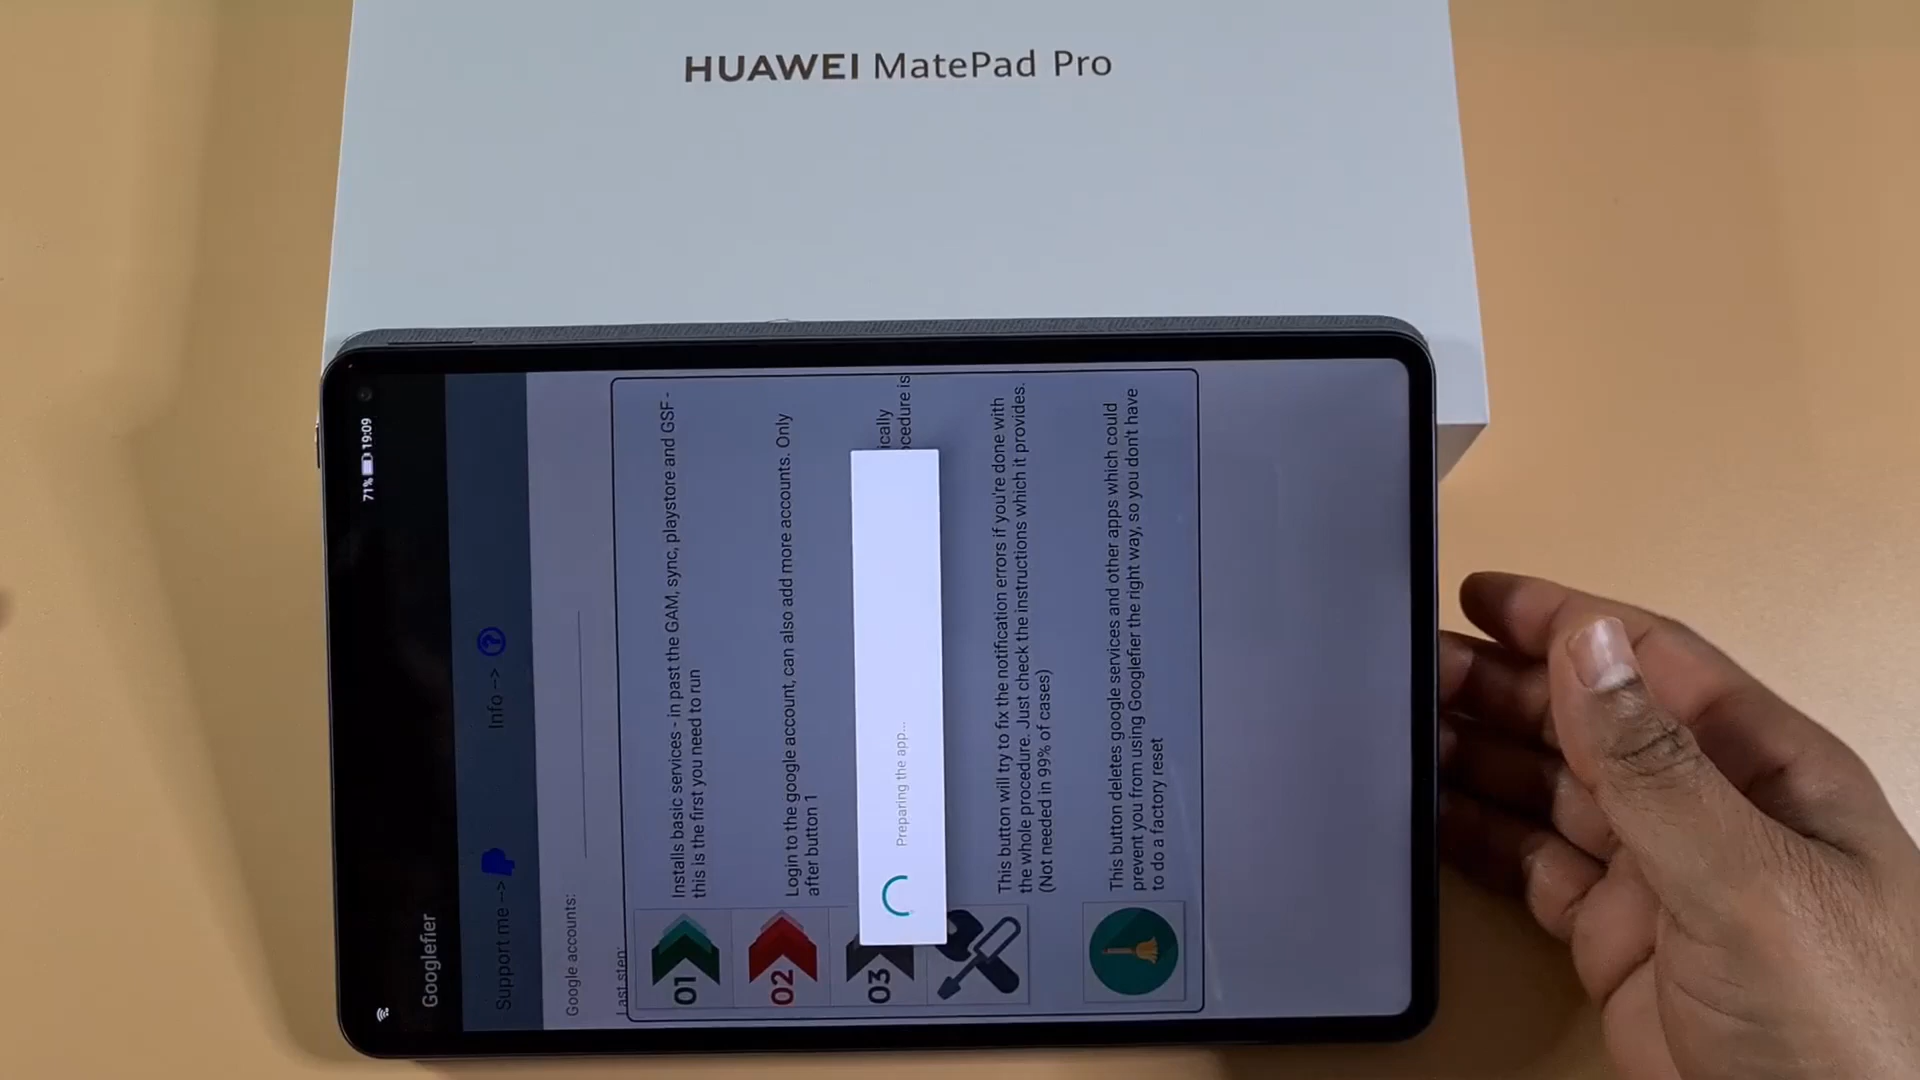 HUAWEI MatePad Pro
71% 19:09
Googlefier
Support me --> Info -->
Google accounts:
Last step:
01
Installs basic services - in past the GAM, sync, playstore and GSF -
this is the first you need to run
02
Login to the google account, can also add more accounts. Only
after button 1
03
ically
ocedure is
Preparing the app...
This button will try to fix the notification errors if you're done with
the whole procedure. Just check the instructions which it provides.
(Not needed in 99% of cases)
This button deletes google services and other apps which could
prevent you from using Googlefier the right way, so you don't have
to do a factory reset